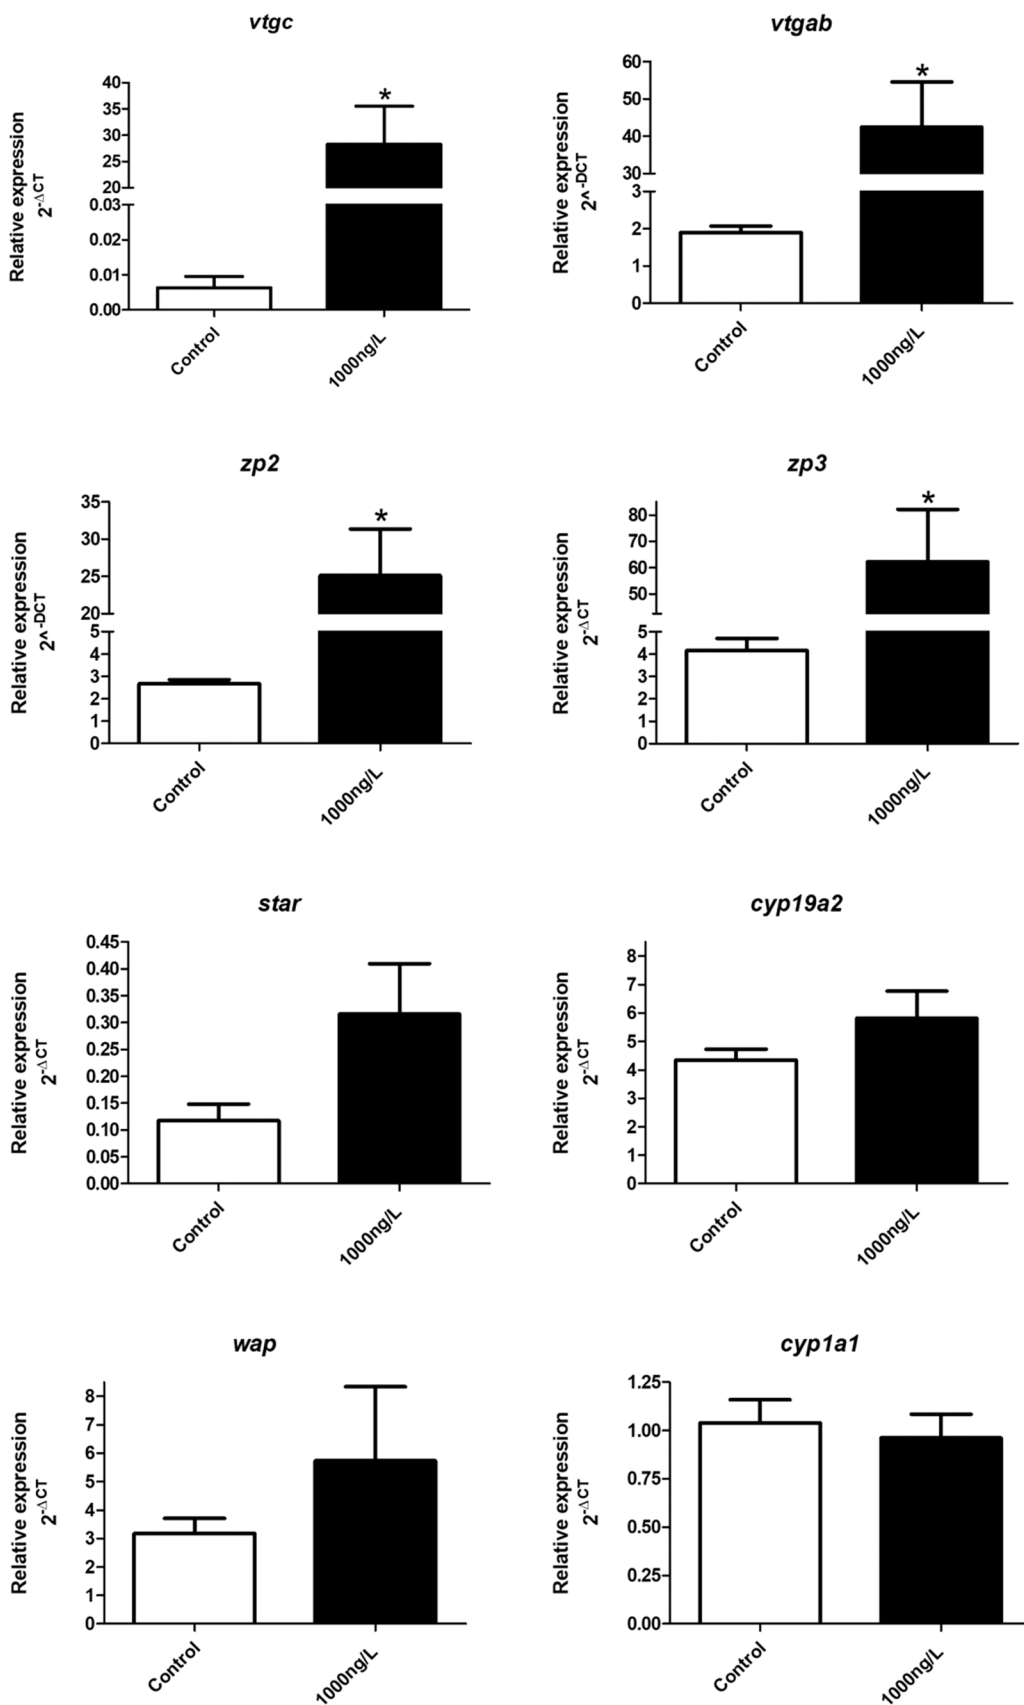 vtgc
Relative expression
2^-ΔCT
40
*
35
30
25
20
0.03
0.02
0.01
0.00
Control
1000ng/L
vtgab
Relative expression
2^-DCT
60
*
50
40
30
3
2
1
0
Control
1000ng/L
zp2
Relative expression
2^-DCT
35
*
30
25
20
5
4
3
2
1
0
Control
1000ng/L
zp3
Relative expression
2^-ΔCT
*
80
70
60
50
5
4
3
2
1
0
Control
1000ng/L
star
Relative expression
2^-ΔCT
0.45
0.40
0.35
0.30
0.25
0.20
0.15
0.10
0.05
0.00
Control
1000ng/L
cyp19a2
Relative expression
2^-ΔCT
8
7
6
5
4
3
2
1
0
Control
1000ng/L
wap
Relative expression
2^-ΔCT
8
7
6
5
4
3
2
1
0
Control
1000ng/L
cyp1a1
Relative expression
2^-ΔCT
1.25
1.00
0.75
0.50
0.25
0.00
Control
1000ng/L